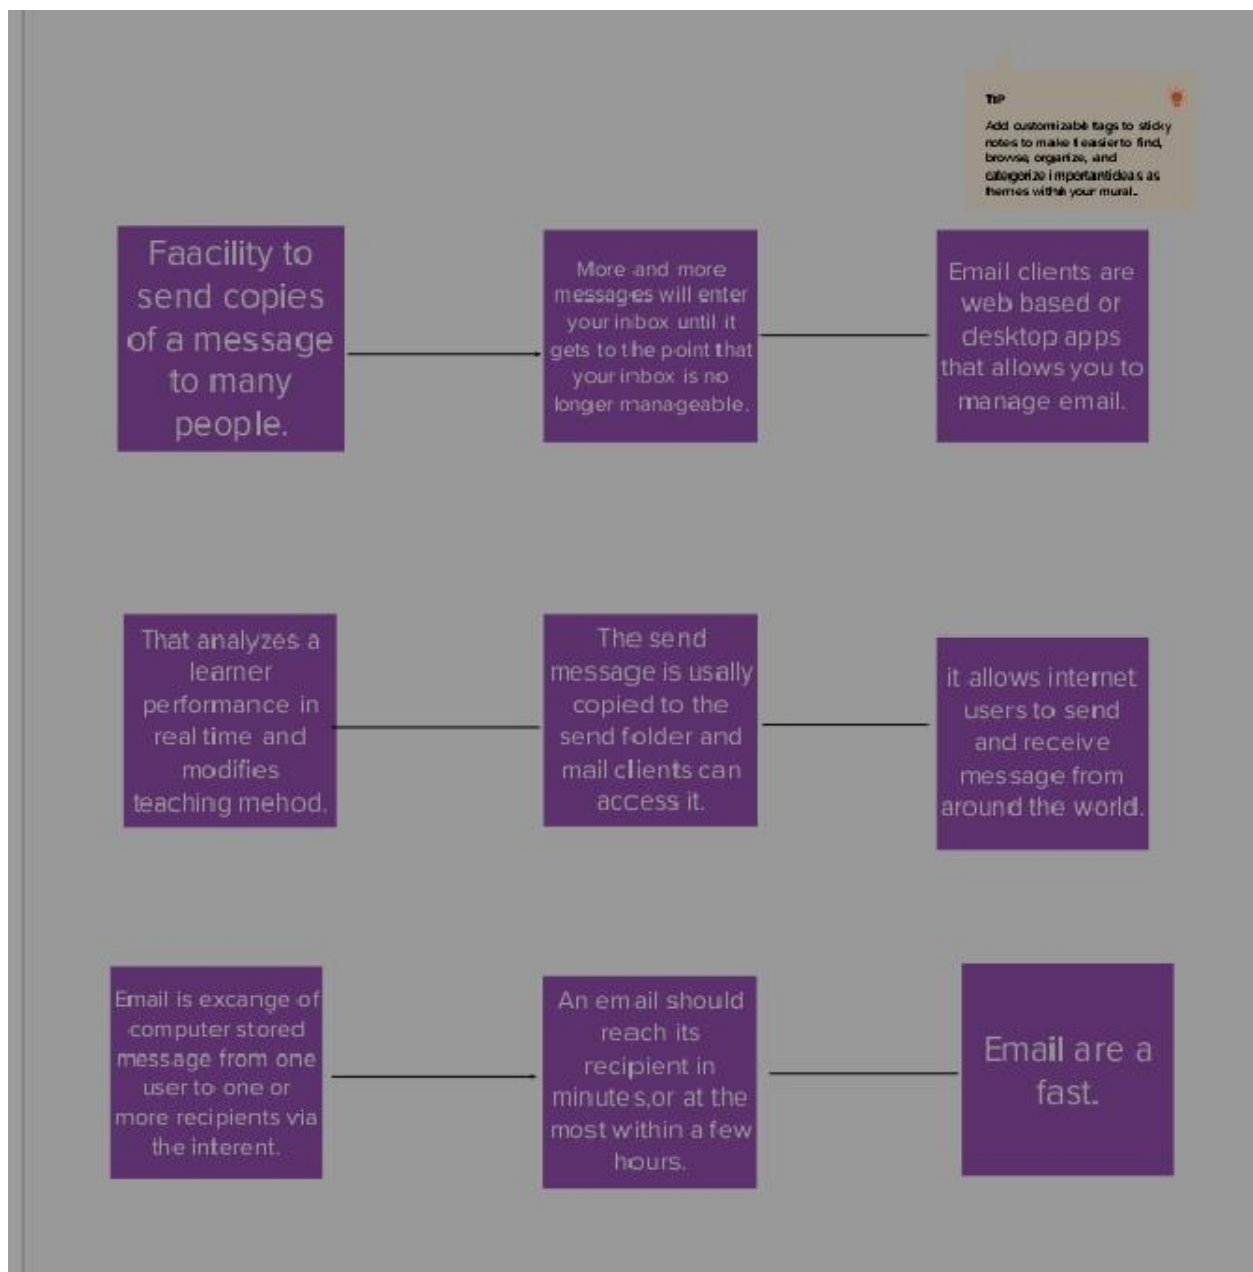 TIP
Add customizable tags to sticky
notes to make it easier to find,
browse, organize, and
categorize important ideas as
themes within your mural.
Faacility to
send copies
of a message
to many
people.
More and more
messages will enter
your inbox until it
gets to the point that
your inbox is no
longer manageable.
Email clients are
web based or
desktop apps
that allows you to
manage email.
That analyzes a
learner
performance in
real time and
modifies
teaching mehod.
The send
message is usally
copied to the
send folder and
mail clients can
access it.
it allows internet
users to send
and receive
message from
around the world.
Email is excange of
computer stored
message from one
user to one or
more recipients via
the interent.
An email should
reach its
recipient in
minutes,or at the
most within a few
hours.
Email are a
fast.